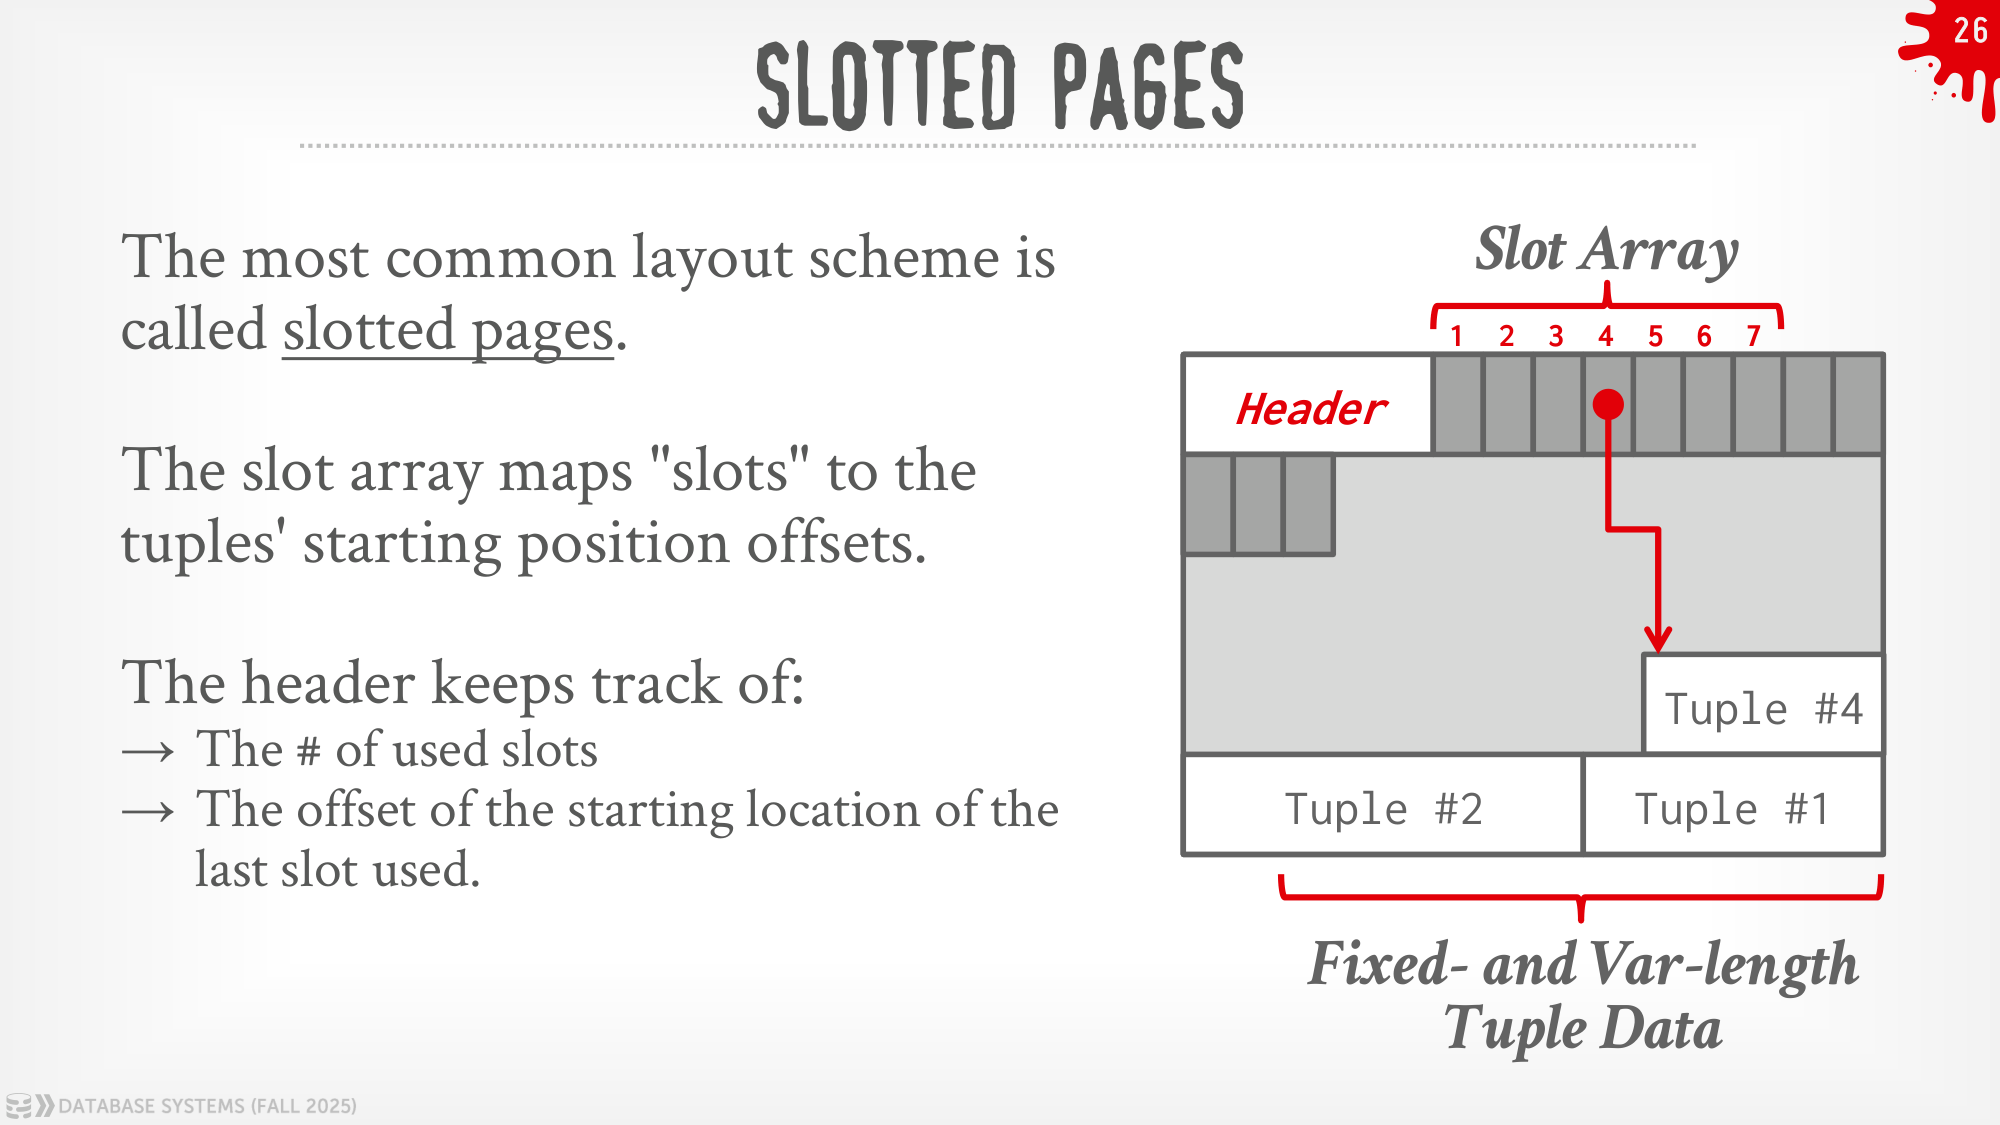 26
SLOTTED PAGES
The most common layout scheme is
called slotted pages.
The slot array maps "slots" to the
tuples' starting position offsets.
The header keeps track of:
→ The # of used slots
→ The offset of the starting location of the
last slot used.
Slot Array
1 2 3 4 5 6 7
Header
Tuple #4
Tuple #2 Tuple #1
Fixed- and Var-length
Tuple Data
DATABASE SYSTEMS (FALL 2025)